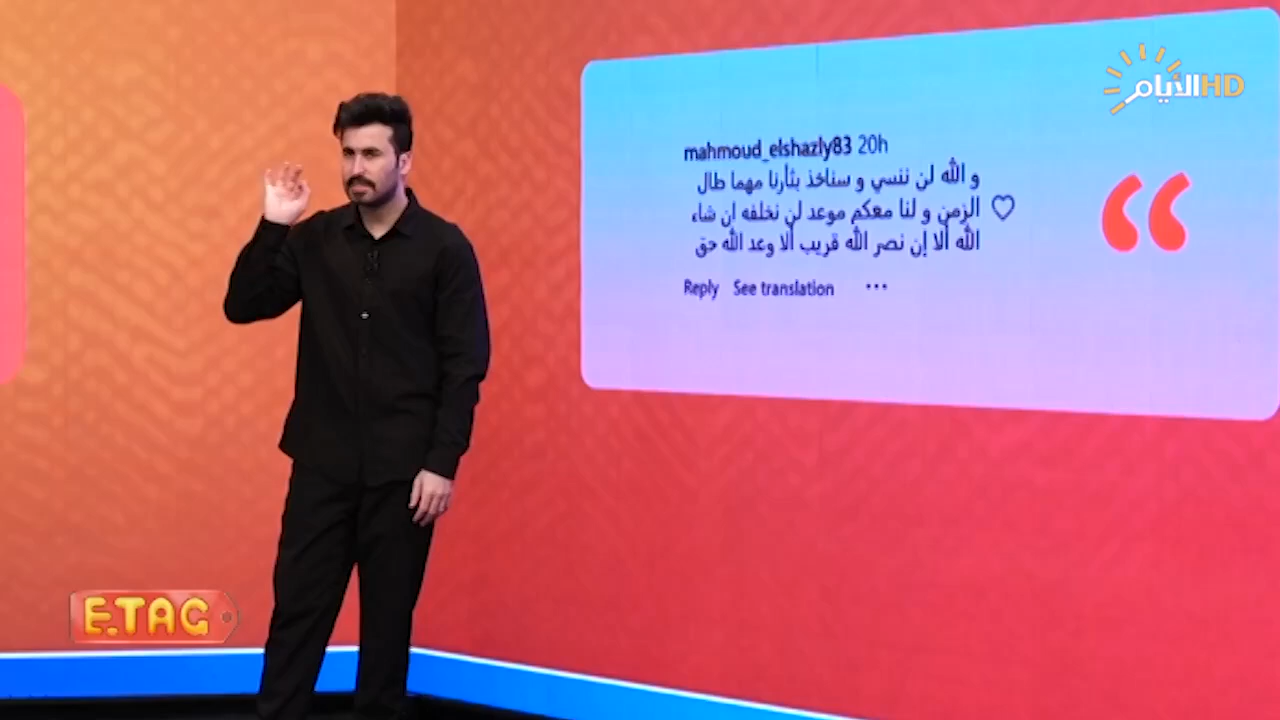 الأيام HD
mahmoud_elshazly83 20h
و الله لن ننسي و سناخذ بثأرنا مهما طال
الزمن و لنا معكم موعد لن نخلفه ان شاء
الله ألا إن نصر الله قريب ألا وعد الله حق
Reply See translation ...
E.TAG